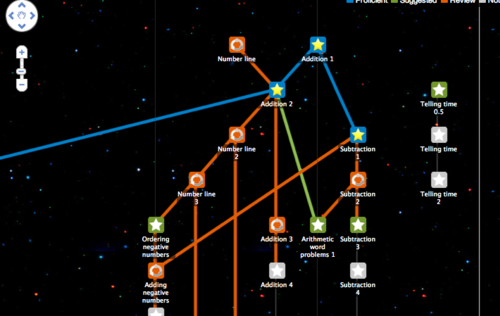 Proficient Suggested Review
Number line
Addition 1
Addition 2
Telling time
0.5
Number line
2
Subtraction
1
Telling time
Number line
3
Subtraction
2
Telling time
2
Ordering
negative
numbers
Addition 3
Arithmetic
word
problems 1
Subtraction
3
Adding
negative
numbers
Addition 4
Subtraction
4